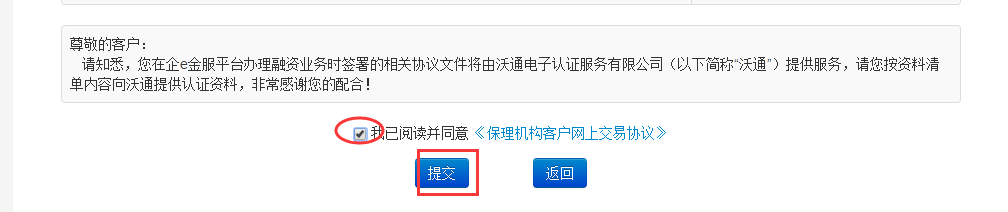 尊敬的客户：
请知悉，您在企e金服平台办理融资业务时签署的相关协议文件将由沃通电子认证服务有限公司（以下简称“沃通”）提供服务，请您按资料清
单内容向沃通提供认证资料，非常感谢您的配合！
我已阅读并同意《保理机构客户网上交易协议》
提交 返回